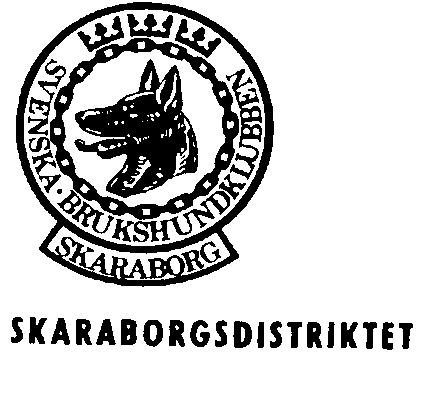 SVENSKA · BRUKSHUNDKLUBBEN
SKARABORG
SKARABORGSDISTRIKTET